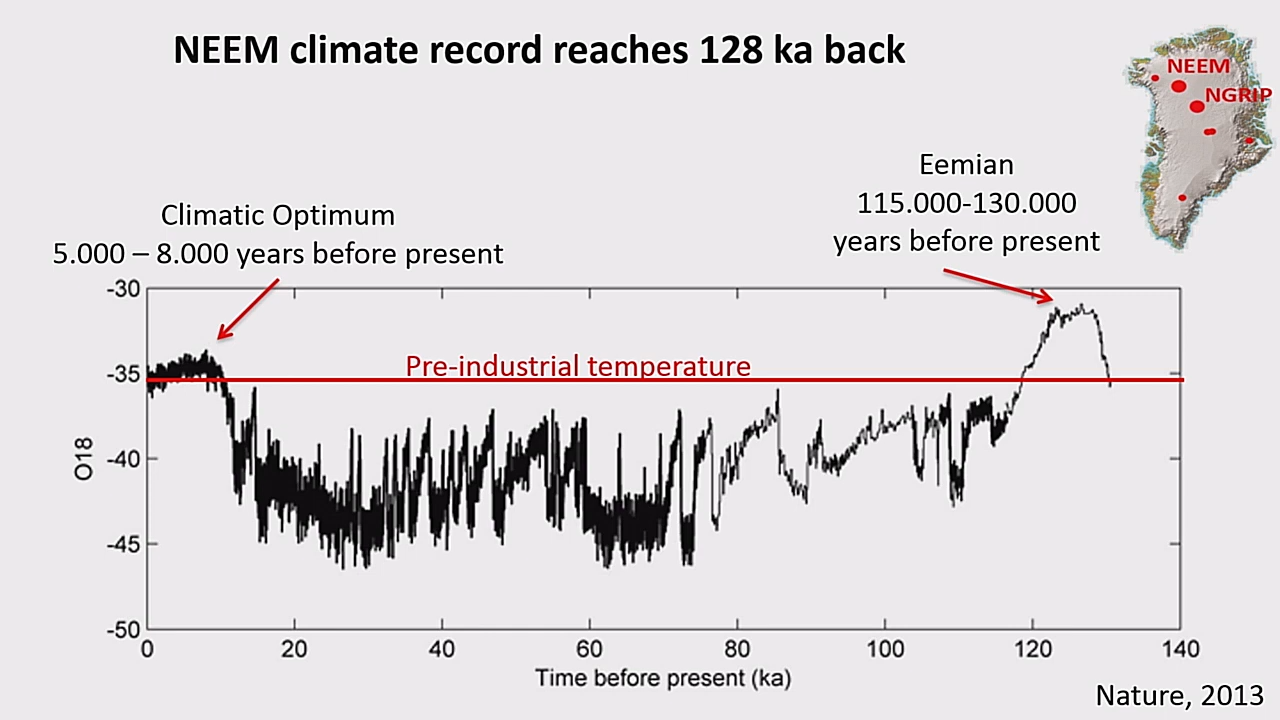 NEEM climate record reaches 128 ka back
NEEM
NGRIP
Eemian
115.000-130.000
years before present
Climatic Optimum
5.000 – 8.000 years before present
-30
-35
-40
-45
-50
O18
Pre-industrial temperature
0 20 40 60 80 100 120 140
Time before present (ka)
Nature, 2013